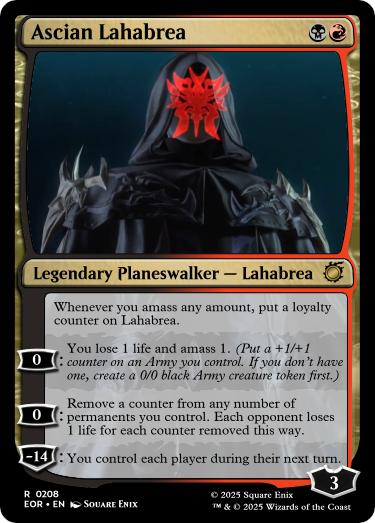 Ascian Lahabrea
Legendary Planeswalker — Lahabrea
Whenever you amass any amount, put a loyalty
counter on Lahabrea.
0: You lose 1 life and amass 1. (Put a +1/+1
counter on an Army you control. If you don't have
one, create a 0/0 black Army creature token first.)
0: Remove a counter from any number of
permanents you control. Each opponent loses
1 life for each counter removed this way.
-14: You control each player during their next turn.
3
R 0208
EOR • EN SQUARE ENIX
© 2025 Square Enix
™ & © 2025 Wizards of the Coast